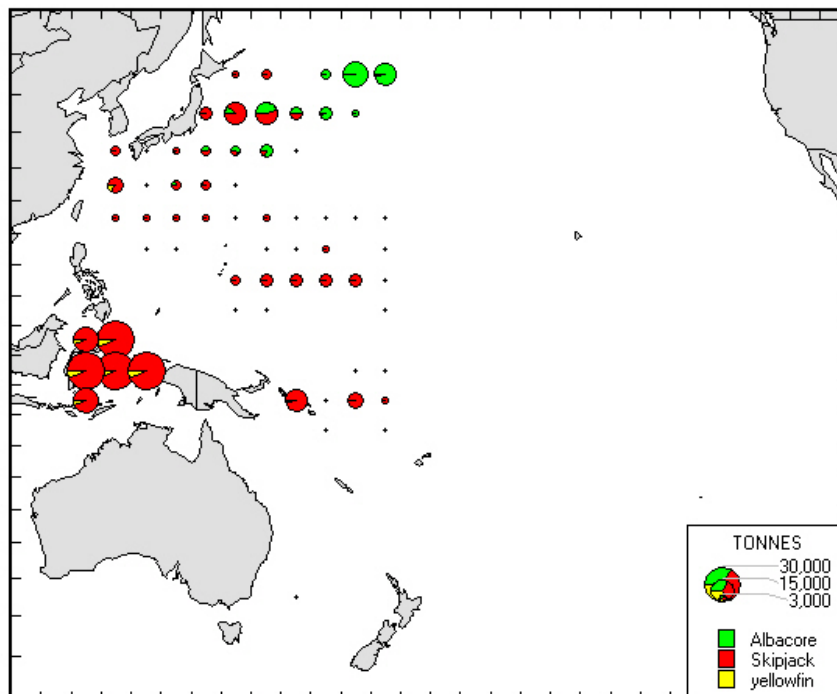 TONNES
30,000
15,000
3,000
Albacore
Skipjack
yellowfin